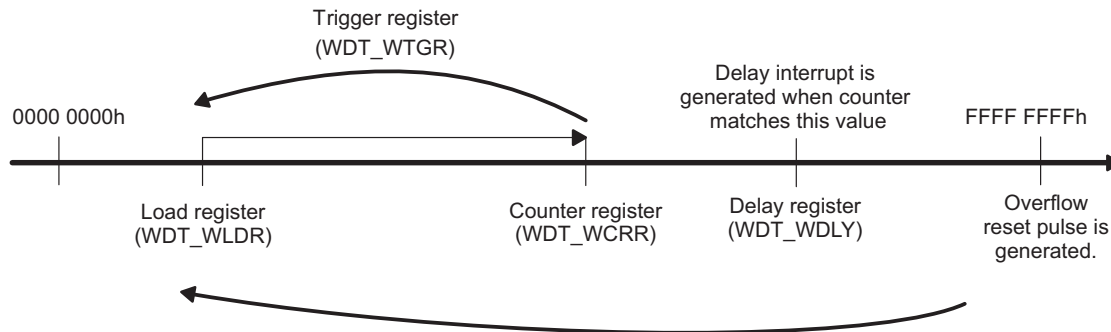 Trigger register
(WDT_WTGR)
Delay interrupt is
generated when counter
matches this value
0000 0000h
FFFF FFFFh
Load register
(WDT_WLDR)
Counter register
(WDT_WCRR)
Delay register
(WDT_WDLY)
Overflow
reset pulse is
generated.